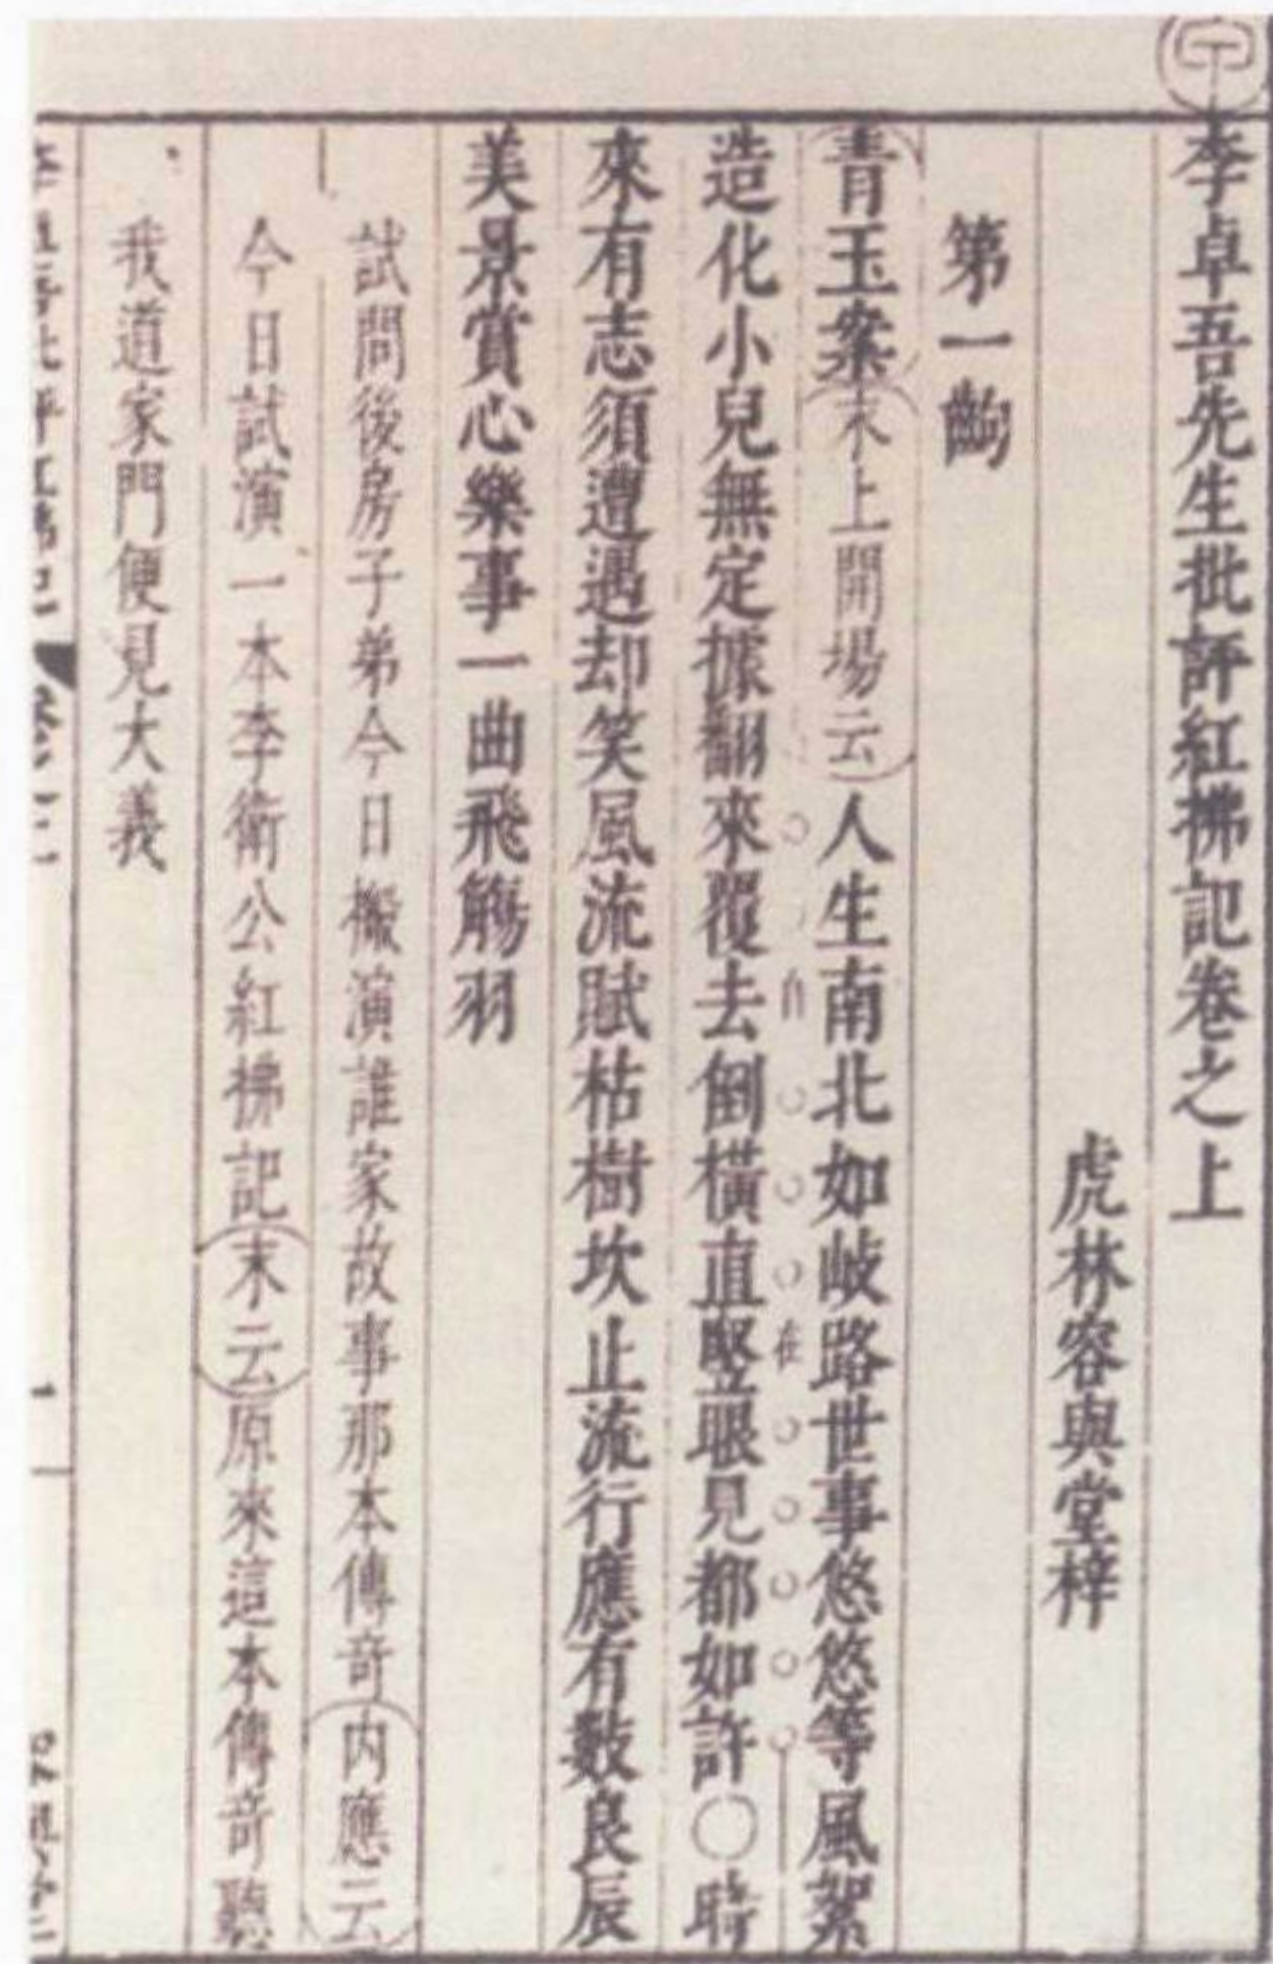 李卓吾先生批評紅拂記卷之上
虎林容與堂梓
第一齣
青玉案(末上開場云)人生南北如岐路世事悠悠等風絮
造化小兒無定據翻來覆去倒橫直竪眼見都如許○時
自在
來有志須遭遇却笑風流賦枯樹坎止流行應有數良辰
美景賞心樂事一曲飛觴羽
試問後房子弟今日搬演誰家故事那本傳奇(内應云)
今日試演一本李衛公紅拂記(末云)原來這本傳奇聽
我道家門便見大義